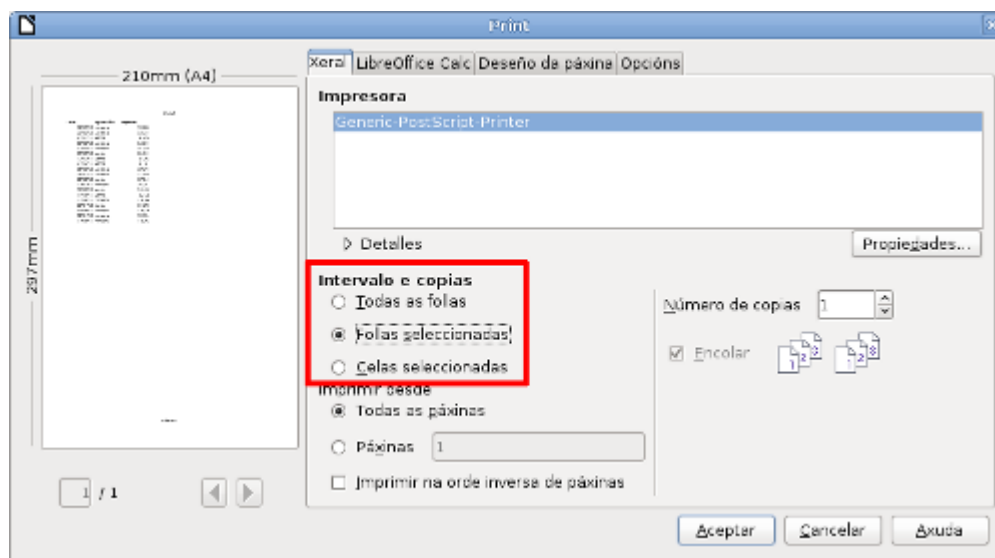 Print
Xeral LibreOffice Calc Deseño da páxina Opcións
210mm (A4)
297mm
1 / 1
Impresora
Generic-PostScript-Printer
Detalles
Propiedades...
Intervalo e copias
Todas as follas
Follas seleccionadas
Celas seleccionadas
Número de copias 1
Encolar
Imprimir desde
Todas as páxinas
Páxinas 1
Imprimir na orde inversa de páxinas
Aceptar Cancelar Axuda